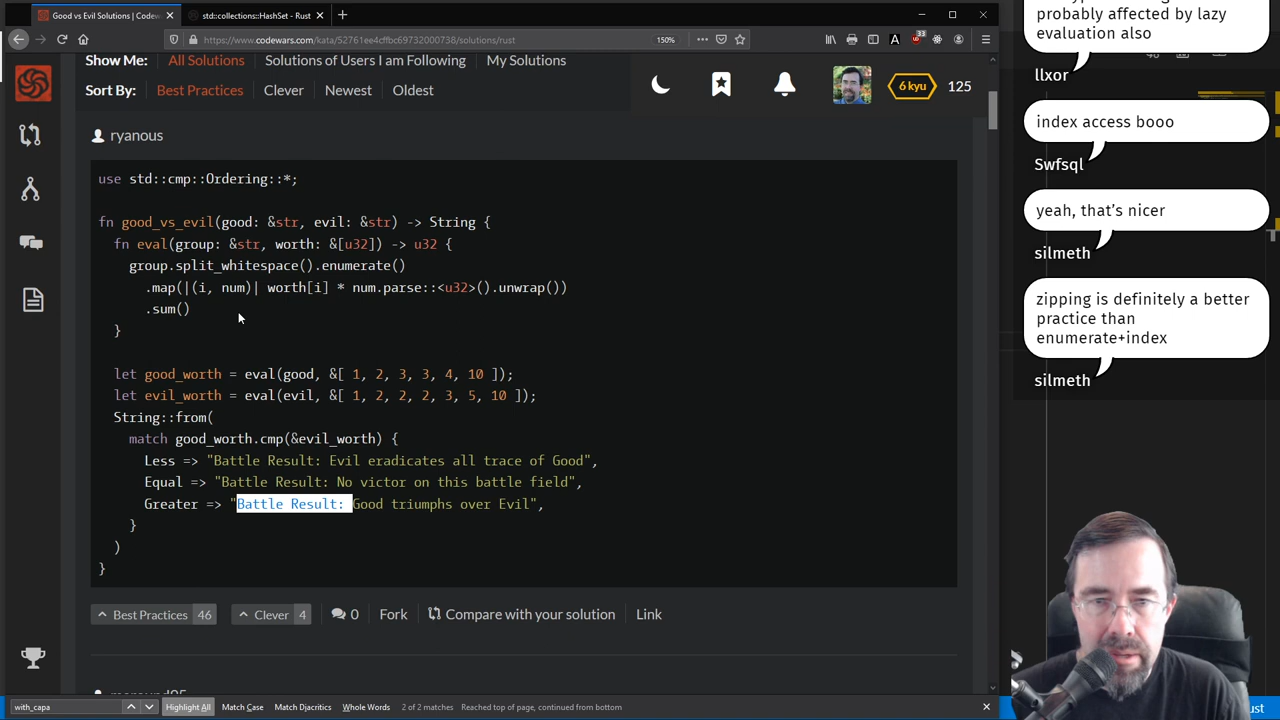 Good vs Evil Solutions | Codew
std::collections::HashSet - Rust
https://www.codewars.com/kata/52761ee4cffbc69732000738/solutions/rust
150%
Show Me: All Solutions Solutions of Users I am Following My Solutions
Sort By: Best Practices Clever Newest Oldest
6 kyu 125
ryanous
use std::cmp::Ordering::*;
fn good_vs_evil(good: &str, evil: &str) -> String {
fn eval(group: &str, worth: &[u32]) -> u32 {
group.split_whitespace().enumerate()
.map(|(i, num)| worth[i] * num.parse::<u32>().unwrap())
.sum()
}
let good_worth = eval(good, &[ 1, 2, 3, 3, 4, 10 ]);
let evil_worth = eval(evil, &[ 1, 2, 2, 2, 3, 5, 10 ]);
String::from(
match good_worth.cmp(&evil_worth) {
Less => "Battle Result: Evil eradicates all trace of Good",
Equal => "Battle Result: No victor on this battle field",
Greater => "Battle Result: Good triumphs over Evil",
}
)
}
Best Practices 46 Clever 4 0 Fork Compare with your solution Link
with_capa Highlight All Match Case Match Diacritics Whole Words 2 of 2 matches Reached top of page, continued from bottom
probably affected by lazy
evaluation also
llxor
index access booo
Swfsql
yeah, that's nicer
silmeth
zipping is definitely a better
practice than
enumerate+index
silmeth